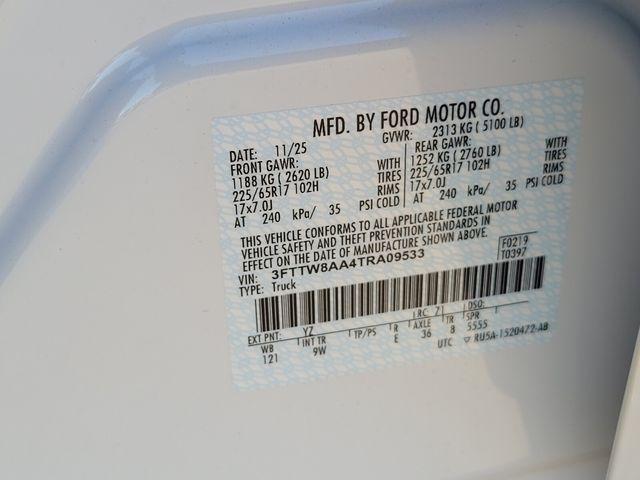 MFD. BY FORD MOTOR CO.
DATE: 11/25 GVWR: 2313 KG ( 5100 LB)
FRONT GAWR: REAR GAWR:
1188 KG ( 2620 LB) WITH 1252 KG ( 2760 LB) WITH
225/65R17 102H TIRES 225/65R17 102H TIRES
17x7.0J RIMS 17x7.0J RIMS
AT 240 kPa/ 35 PSI COLD AT 240 kPa/ 35 PSI COLD
THIS VEHICLE CONFORMS TO ALL APPLICABLE FEDERAL MOTOR
VEHICLE SAFETY AND THEFT PREVENTION STANDARDS IN
EFFECT ON THE DATE OF MANUFACTURE SHOWN ABOVE.
VIN: 3FTTW8AA4TRA09533 F0219
TYPE: Truck T0397
EXT PNT: YZ RC: Z DSO:
WB INT TR TP/PS R AXLE TR SPR
121 9W E 36 8 5555
UTC ▽ RU5A-1520472-AB